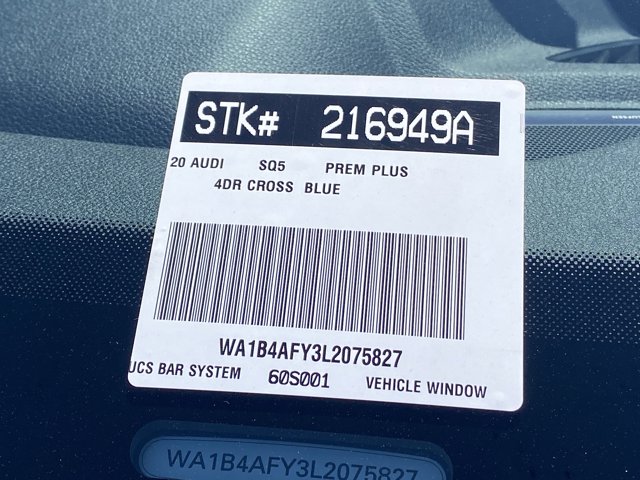 STK# 216949A
20 AUDI SQ5 PREM PLUS
4DR CROSS BLUE
WA1B4AFY3L2075827
UCS BAR SYSTEM 60S001 VEHICLE WINDOW
WA1B4AFY3L2075827